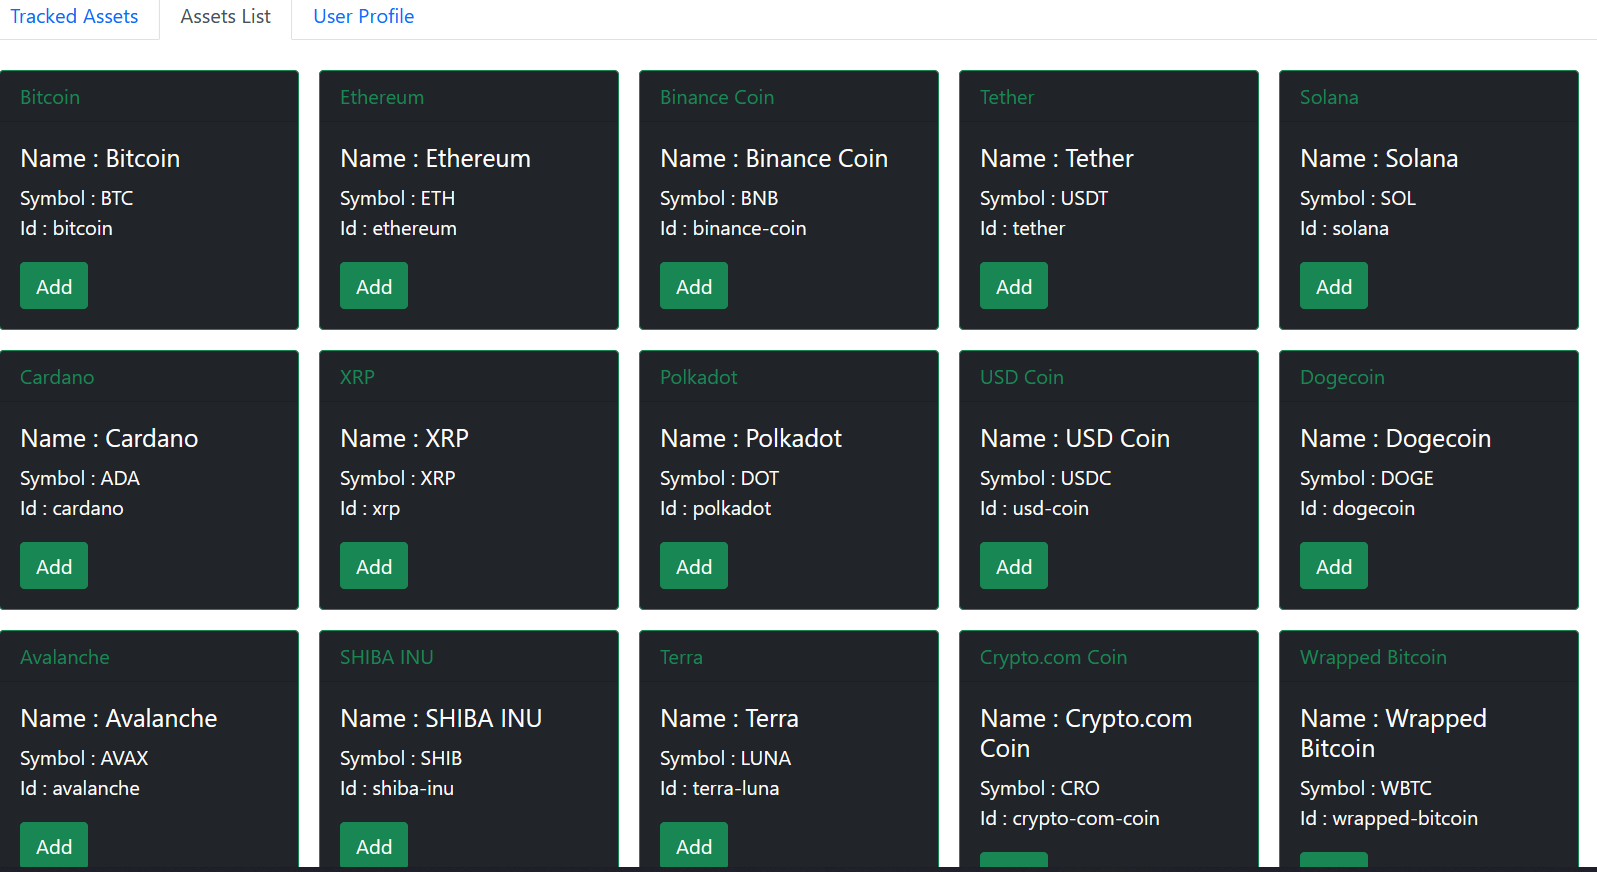 Tracked Assets
Assets List
User Profile
Bitcoin
Name : Bitcoin
Symbol : BTC
Id : bitcoin
Add
Ethereum
Name : Ethereum
Symbol : ETH
Id : ethereum
Add
Binance Coin
Name : Binance Coin
Symbol : BNB
Id : binance-coin
Add
Tether
Name : Tether
Symbol : USDT
Id : tether
Add
Solana
Name : Solana
Symbol : SOL
Id : solana
Add
Cardano
Name : Cardano
Symbol : ADA
Id : cardano
Add
XRP
Name : XRP
Symbol : XRP
Id : xrp
Add
Polkadot
Name : Polkadot
Symbol : DOT
Id : polkadot
Add
USD Coin
Name : USD Coin
Symbol : USDC
Id : usd-coin
Add
Dogecoin
Name : Dogecoin
Symbol : DOGE
Id : dogecoin
Add
Avalanche
Name : Avalanche
Symbol : AVAX
Id : avalanche
Add
SHIBA INU
Name : SHIBA INU
Symbol : SHIB
Id : shiba-inu
Add
Terra
Name : Terra
Symbol : LUNA
Id : terra-luna
Add
Crypto.com Coin
Name : Crypto.com
Coin
Symbol : CRO
Id : crypto-com-coin
Wrapped Bitcoin
Name : Wrapped
Bitcoin
Symbol : WBTC
Id : wrapped-bitcoin